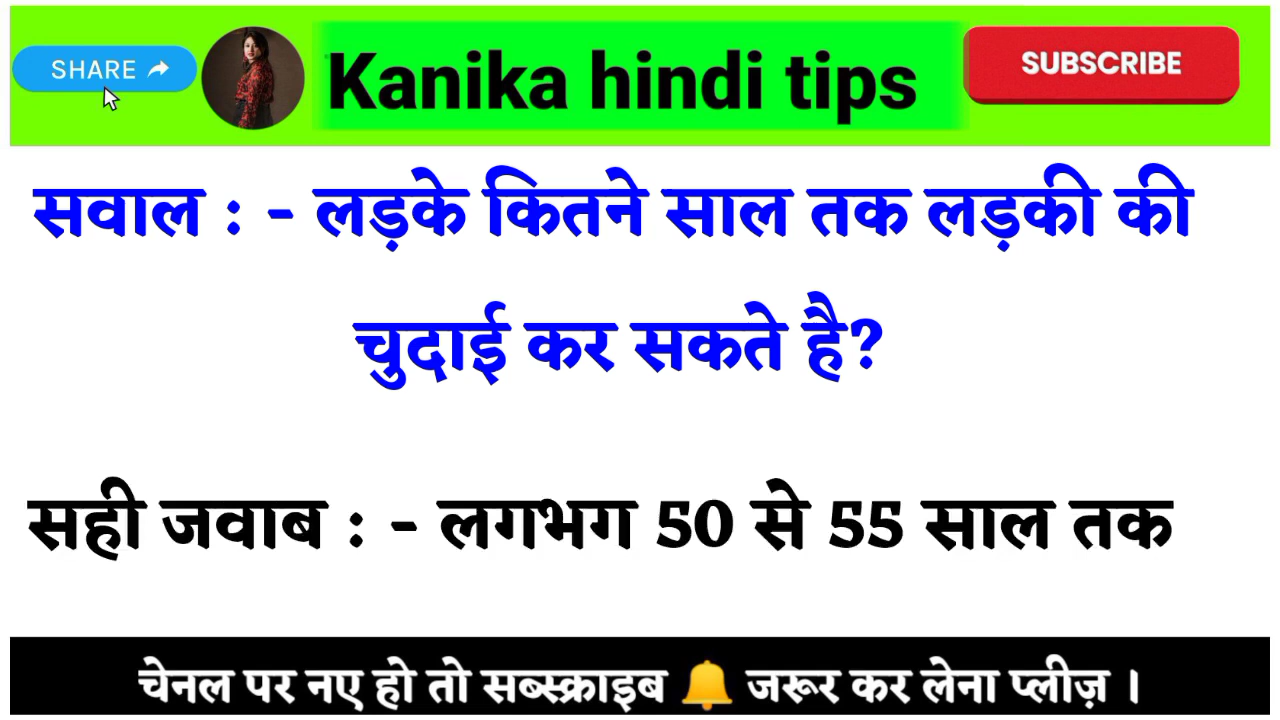 SHARE
Kanika hindi tips
SUBSCRIBE
सवाल : - लड़के कितने साल तक लड़की की
चुदाई कर सकते है?
सही जवाब : - लगभग 50 से 55 साल तक
चेनल पर नए हो तो सब्स्क्राइब 🔔 जरूर कर लेना प्लीज़ ।